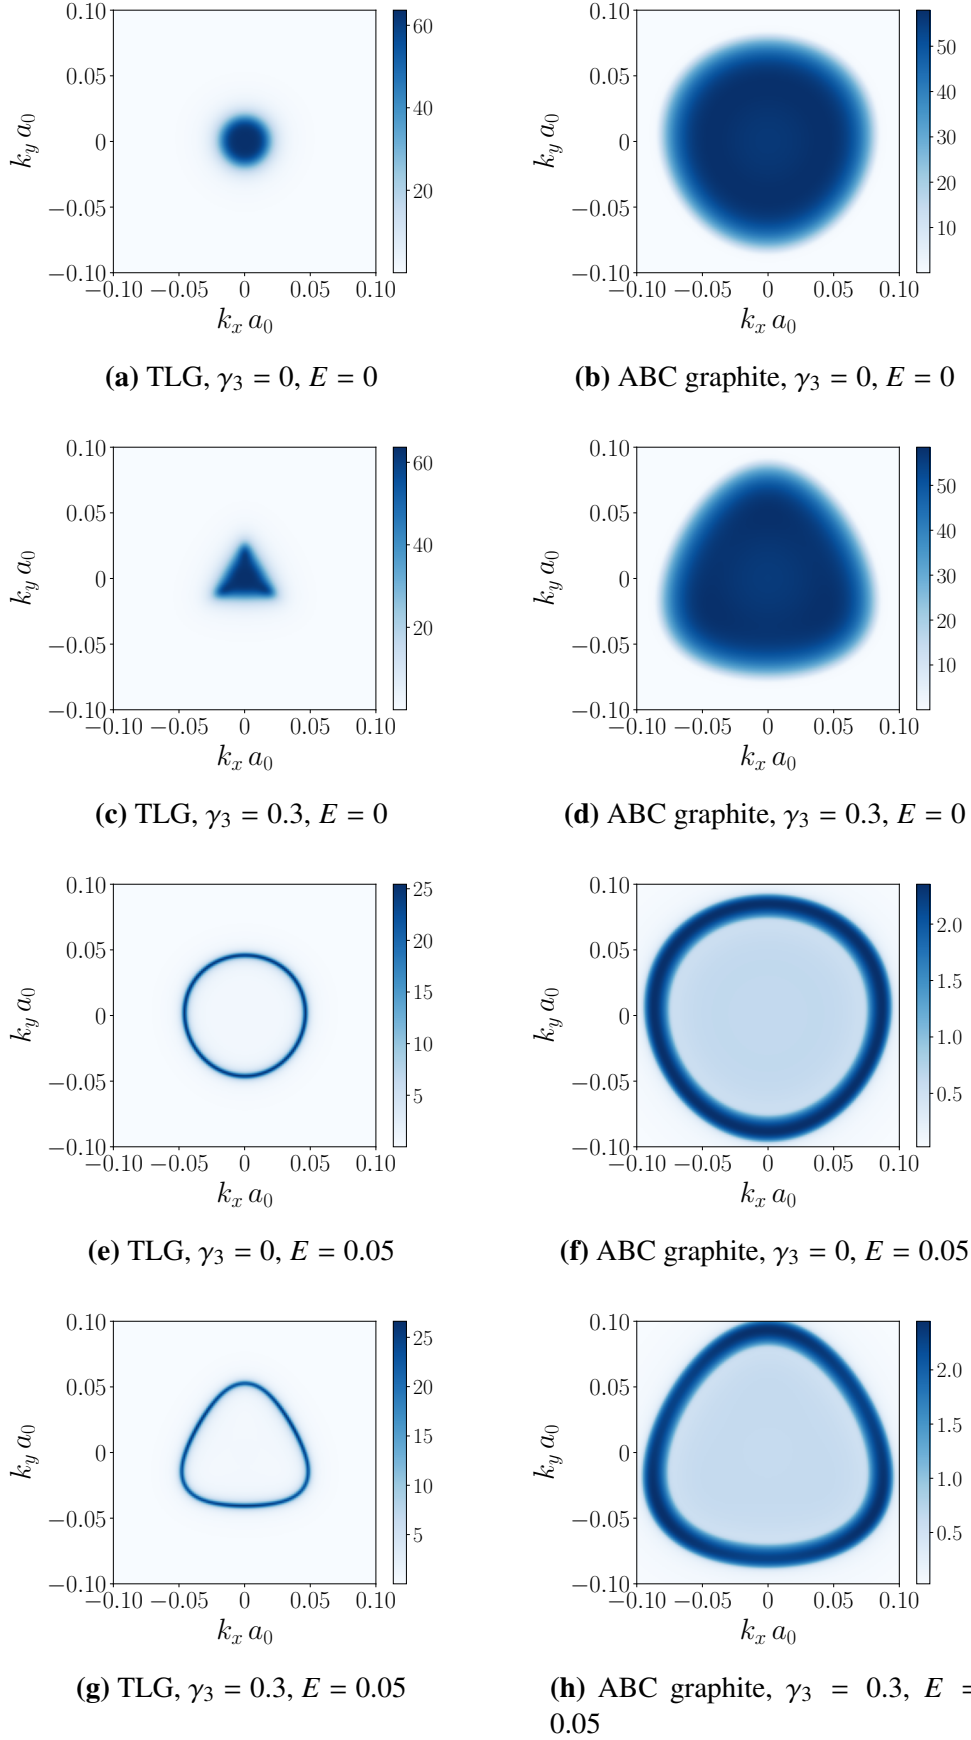 0.10
0.05
0
−0.05
−0.10
−0.10 −0.05 0 0.05 0.10
k_x a_0
k_y a_0
60
40
20
(a) TLG, γ3 = 0, E = 0
0.10
0.05
0
−0.05
−0.10
−0.10 −0.05 0 0.05 0.10
k_x a_0
k_y a_0
50
40
30
20
10
(b) ABC graphite, γ3 = 0, E = 0
0.10
0.05
0
−0.05
−0.10
−0.10 −0.05 0 0.05 0.10
k_x a_0
k_y a_0
60
40
20
(c) TLG, γ3 = 0.3, E = 0
0.10
0.05
0
−0.05
−0.10
−0.10 −0.05 0 0.05 0.10
k_x a_0
k_y a_0
50
40
30
20
10
(d) ABC graphite, γ3 = 0.3, E = 0
0.10
0.05
0
−0.05
−0.10
−0.10 −0.05 0 0.05 0.10
k_x a_0
k_y a_0
25
20
15
10
5
(e) TLG, γ3 = 0, E = 0.05
0.10
0.05
0
−0.05
−0.10
−0.10 −0.05 0 0.05 0.10
k_x a_0
k_y a_0
2.0
1.5
1.0
0.5
(f) ABC graphite, γ3 = 0, E = 0.05
0.10
0.05
0
−0.05
−0.10
−0.10 −0.05 0 0.05 0.10
k_x a_0
k_y a_0
25
20
15
10
5
(g) TLG, γ3 = 0.3, E = 0.05
0.10
0.05
0
−0.05
−0.10
−0.10 −0.05 0 0.05 0.10
k_x a_0
k_y a_0
2.0
1.5
1.0
0.5
(h) ABC graphite, γ3 = 0.3, E =
0.05